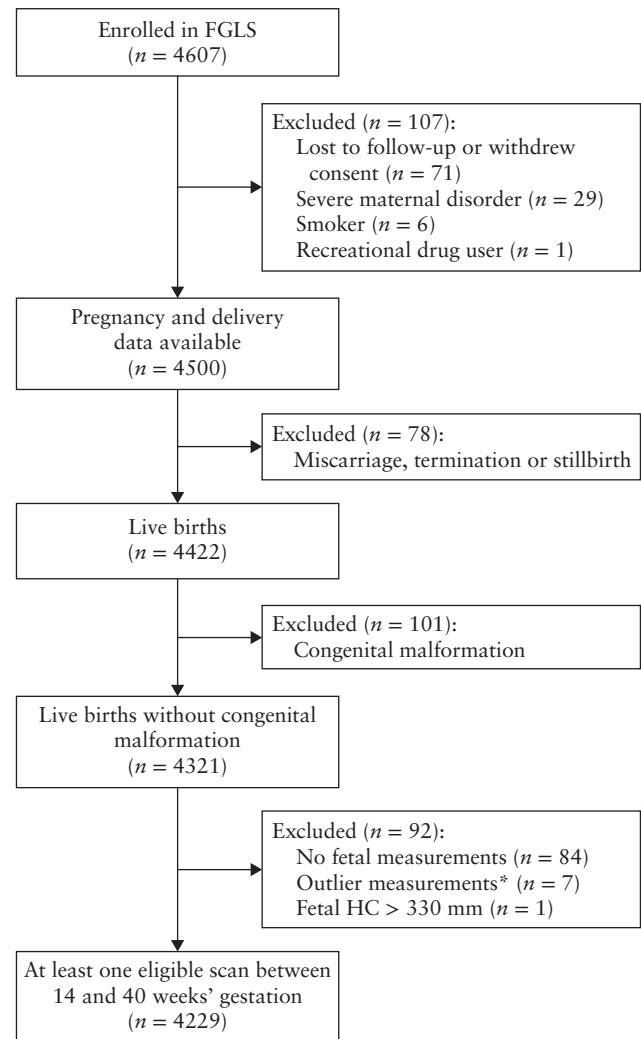 Enrolled in FGLS
(n = 4607)
Excluded (n = 107):
Lost to follow-up or withdrew
consent (n = 71)
Severe maternal disorder (n = 29)
Smoker (n = 6)
Recreational drug user (n = 1)
Pregnancy and delivery
data available
(n = 4500)
Excluded (n = 78):
Miscarriage, termination or stillbirth
Live births
(n = 4422)
Excluded (n = 101):
Congenital malformation
Live births without congenital
malformation
(n = 4321)
Excluded (n = 92):
No fetal measurements (n = 84)
Outlier measurements* (n = 7)
Fetal HC > 330 mm (n = 1)
At least one eligible scan between
14 and 40 weeks’ gestation
(n = 4229)